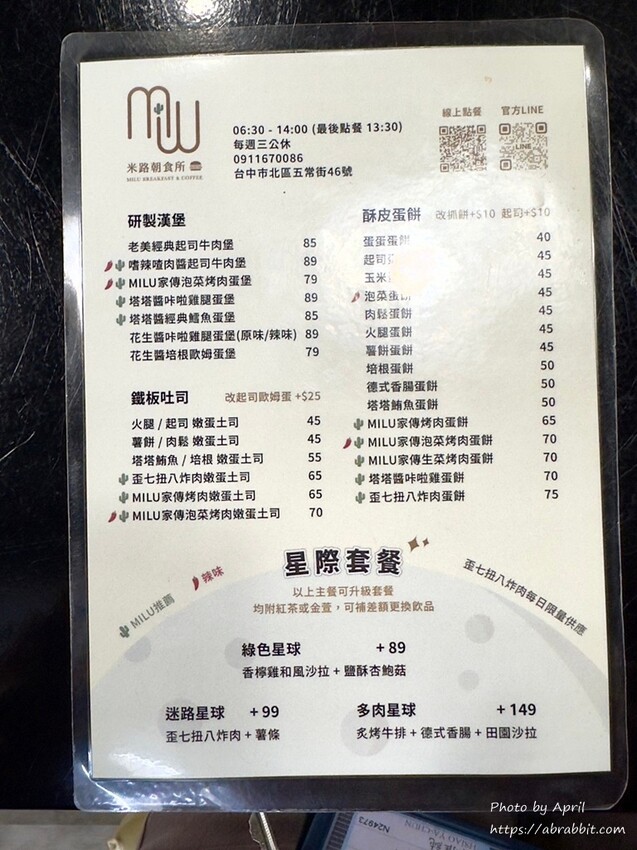 MILU
米路朝食所
MILU BREAKFAST & COFFEE
06:30 - 14:00 (最後點餐 13:30)
每週三公休
0911670086
台中市北區五常街46號
線上點餐
官方LINE
LINE
研製漢堡
老美經典起司牛肉堡 85
嗜辣嗆肉醬起司牛肉堡 89
MILU家傳泡菜烤肉蛋堡 79
塔塔醬咔啦雞腿蛋堡 89
塔塔醬經典鱈魚蛋堡 85
花生醬咔啦雞腿蛋堡(原味/辣味) 89
花生醬培根歐姆蛋堡 79
鐵板吐司 改起司歐姆蛋 +$25
火腿 / 起司 嫩蛋土司 45
薯餅 / 肉鬆 嫩蛋土司 45
塔塔鮪魚 / 培根 嫩蛋土司 55
歪七扭八炸肉嫩蛋土司 65
MILU家傳烤肉嫩蛋土司 65
MILU家傳泡菜烤肉嫩蛋土司 70
酥皮蛋餅 改抓餅+$10 起司+$10
蛋蛋蛋餅 40
起司 45
玉米 45
泡菜蛋餅 45
肉鬆蛋餅 45
火腿蛋餅 45
薯餅蛋餅 45
培根蛋餅 50
德式香腸蛋餅 50
塔塔鮪魚蛋餅 50
MILU家傳烤肉蛋餅 65
MILU家傳泡菜烤肉蛋餅 70
MILU家傳生菜烤肉蛋餅 70
塔塔醬咔啦雞蛋餅 70
歪七扭八炸肉蛋餅 75
MILU推薦
辣味
星際套餐
以上主餐可升級套餐
均附紅茶或金萱，可補差額更換飲品
歪七扭八炸肉每日限量供應
綠色星球 + 89
香檸雞和風沙拉 + 鹽酥杏鮑菇
迷路星球 + 99
歪七扭八炸肉 + 薯條
多肉星球 + 149
炙烤牛排 + 德式香腸 + 田園沙拉
N24973
Photo by April
https://abrabbit.com